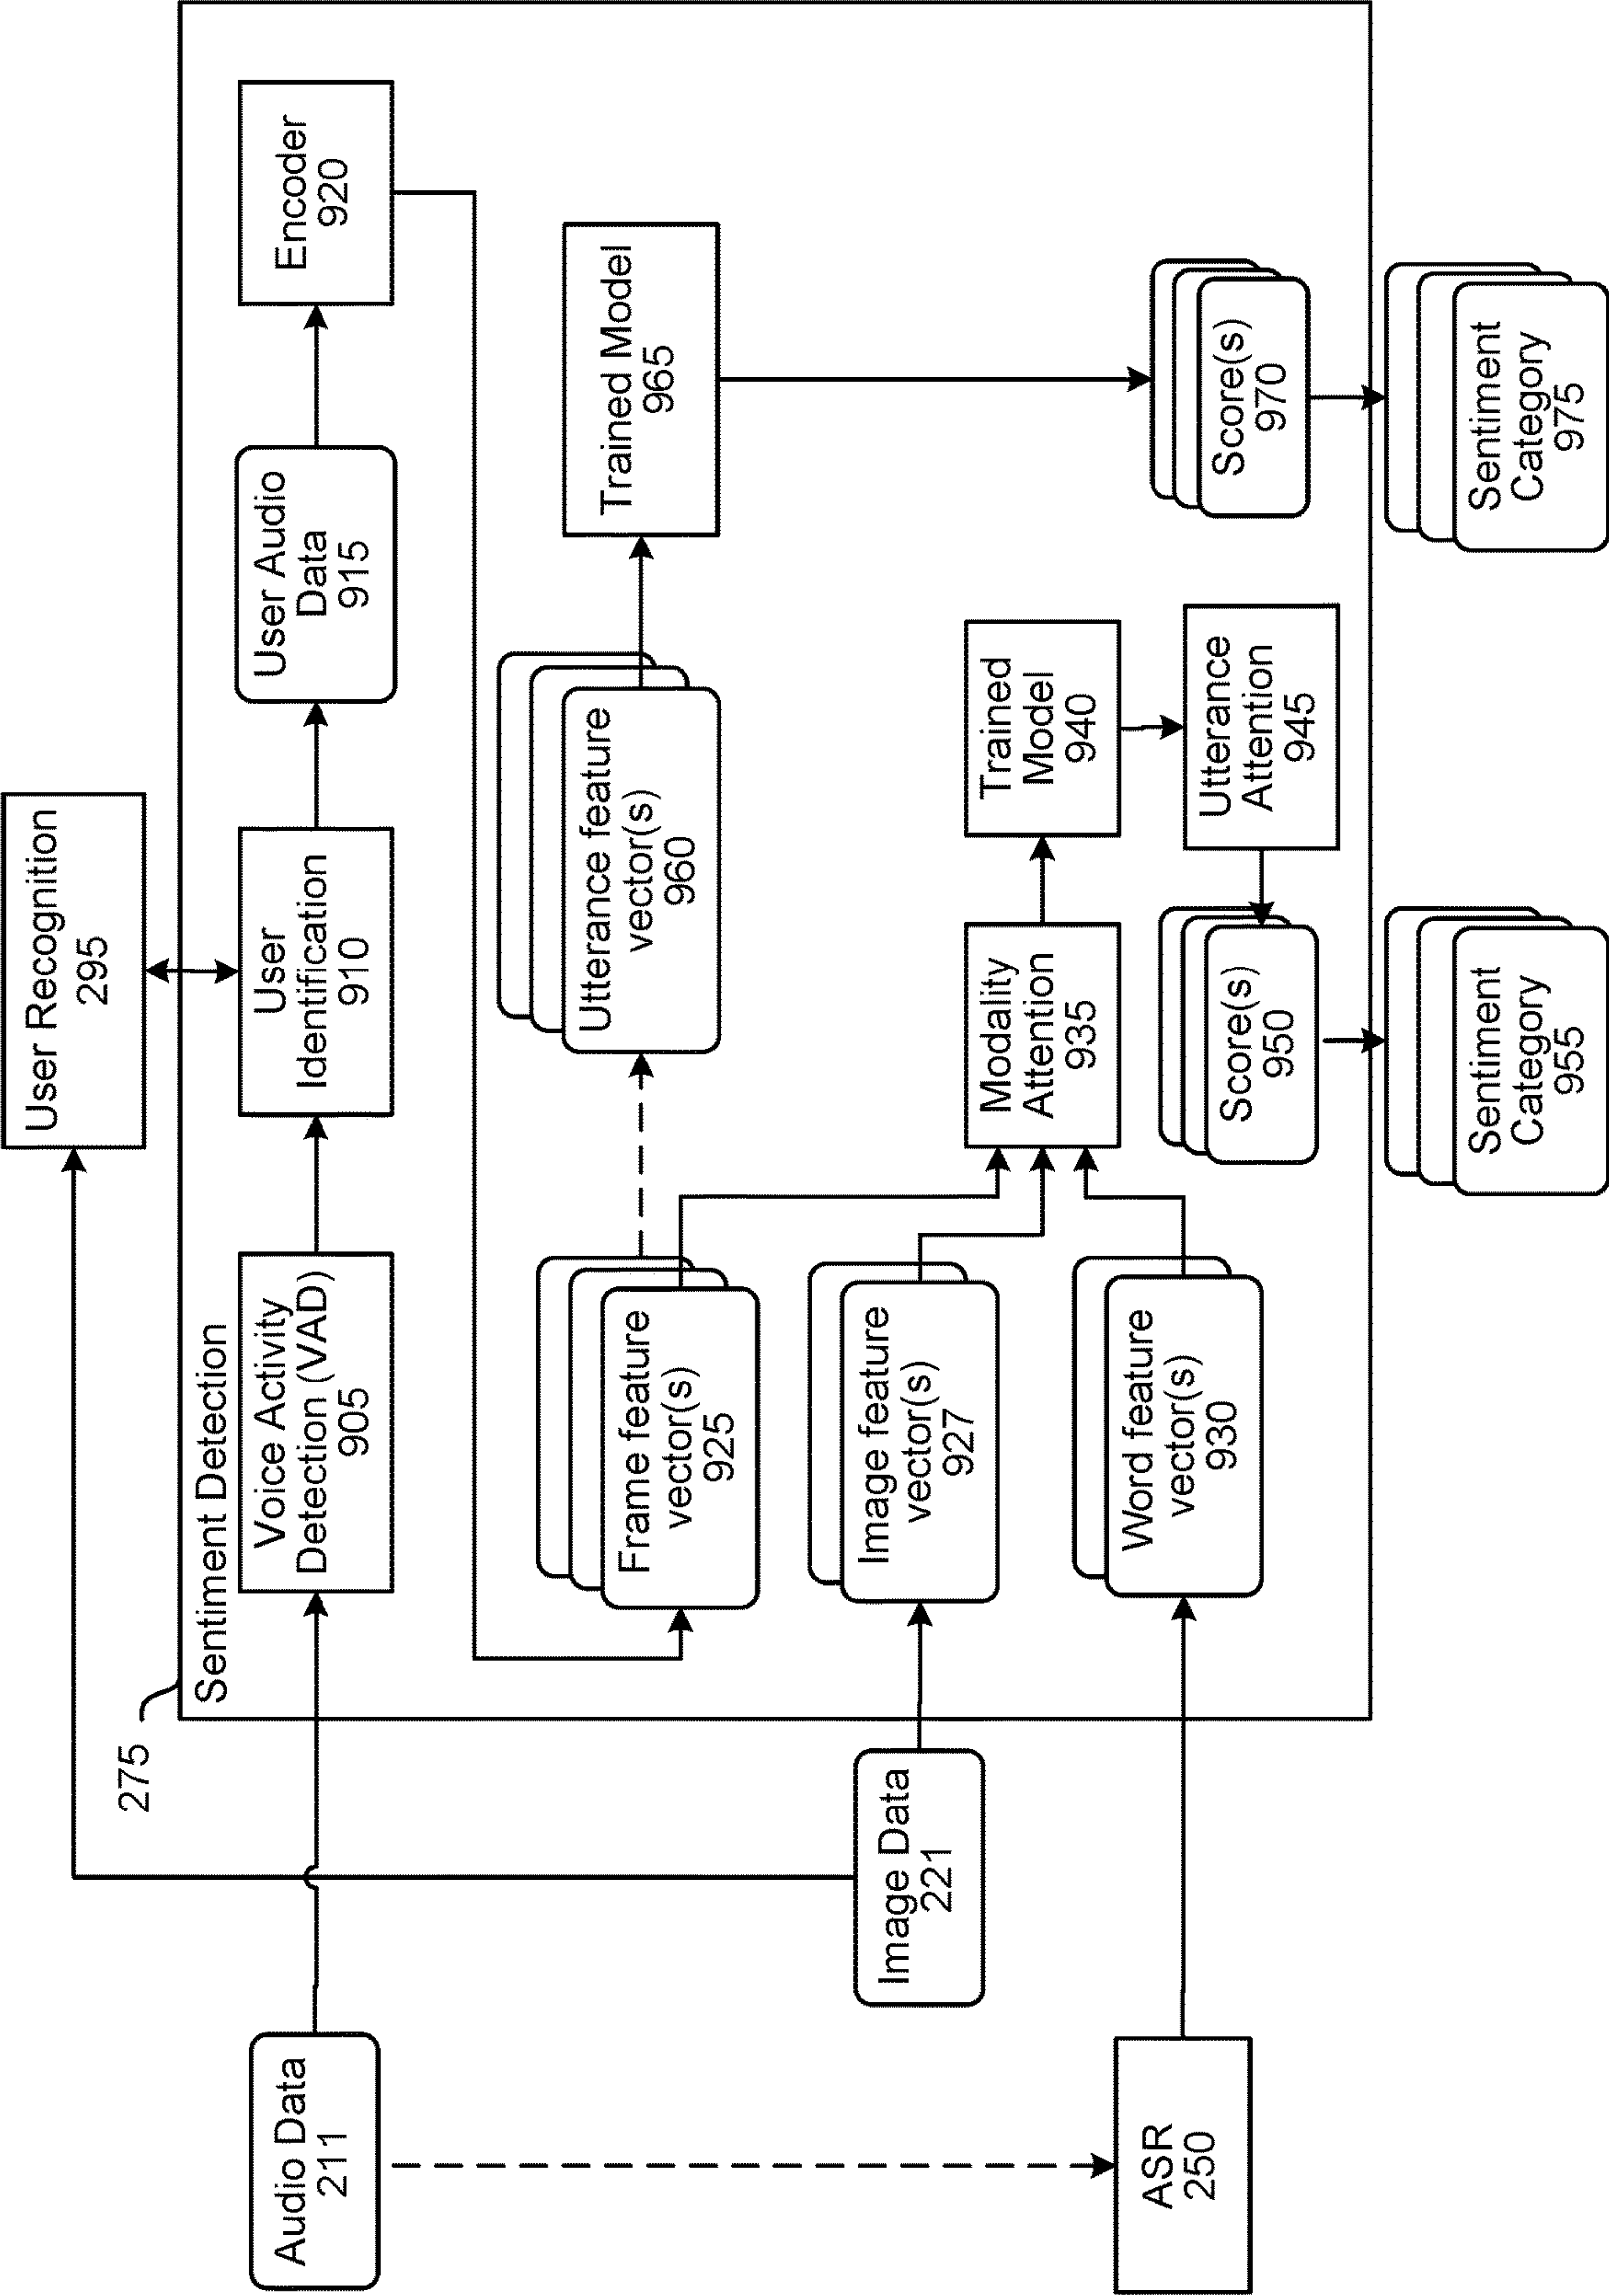 User Recognition
295
275
Sentiment Detection
Audio Data
211
Voice Activity
Detection (VAD)
905
User
Identification
910
User Audio
Data
915
Encoder
920
Frame feature
vector(s)
925
Utterance feature
vector(s)
960
Trained Model
965
Image Data
221
Image feature
vector(s)
927
Modality
Attention
935
Trained
Model
940
ASR
250
Word feature
vector(s)
930
Utterance
Attention
945
Score(s)
950
Score(s)
970
Sentiment
Category
955
Sentiment
Category
975